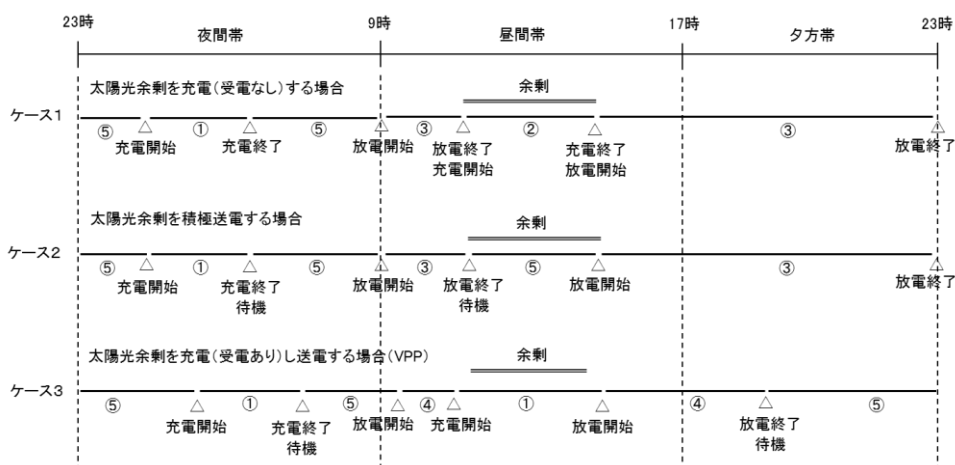 23時 9時 17時 23時
夜間帯 昼間帯 夕方帯
太陽光余剰を充電（受電なし）する場合 余剰
ケース1
⑤ ① ⑤ ③ ② ③
充電開始 充電終了 放電開始 放電終了 充電終了 放電終了
充電開始 放電開始
太陽光余剰を積極送電する場合 余剰
ケース2
⑤ ① ⑤ ③ ⑤ ③
充電開始 充電終了 放電開始 放電終了 放電開始 放電終了
待機 待機
太陽光余剰を充電（受電あり）し送電する場合（VPP） 余剰
ケース3
⑤ ① ⑤ ④ ① ④ ⑤
充電開始 充電終了 放電開始 充電開始 放電開始 放電終了
待機 待機